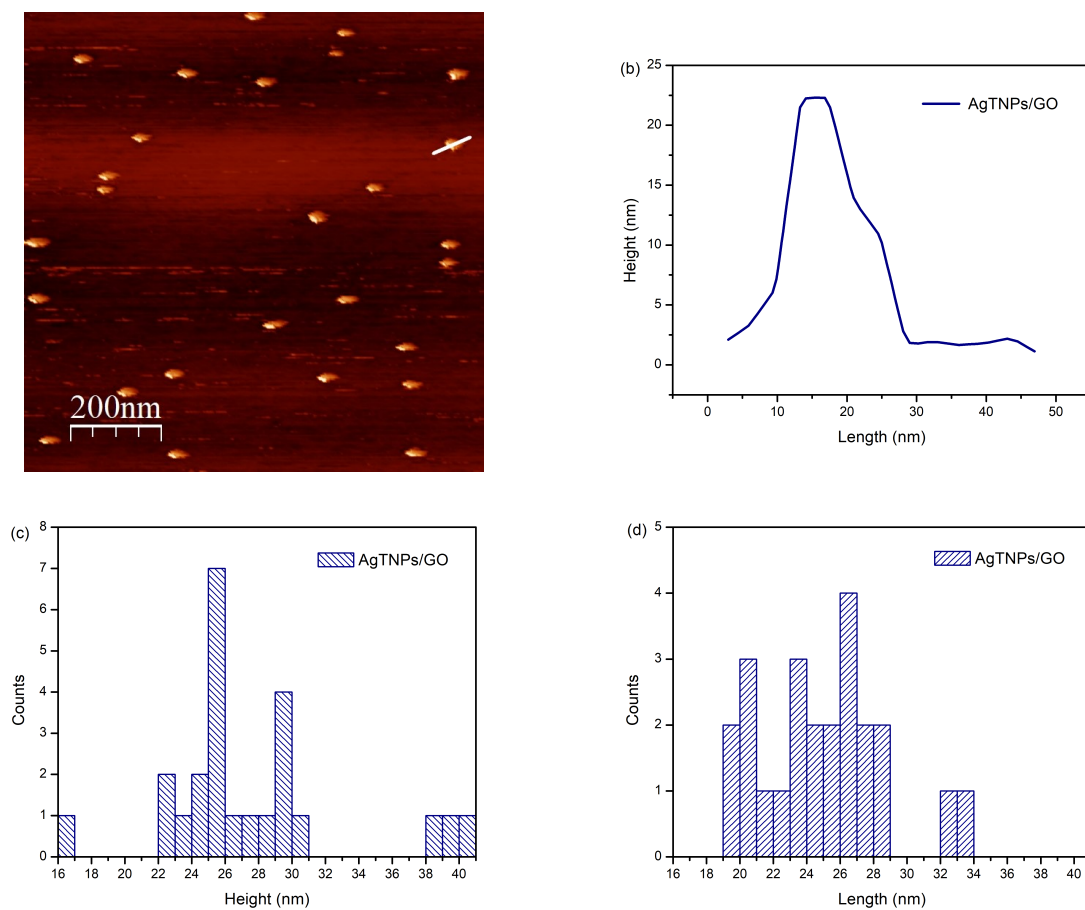 200nm
(b)
AgTNPs/GO
25
20
15
10
5
0
Height (nm)
0 10 20 30 40 50
Length (nm)
(c)
AgTNPs/GO
8
7
6
5
4
3
2
1
0
Counts
16 18 20 22 24 26 28 30 32 34 36 38 40
Height (nm)
(d)
AgTNPs/GO
5
4
3
2
1
0
Counts
16 18 20 22 24 26 28 30 32 34 36 38 40
Length (nm)